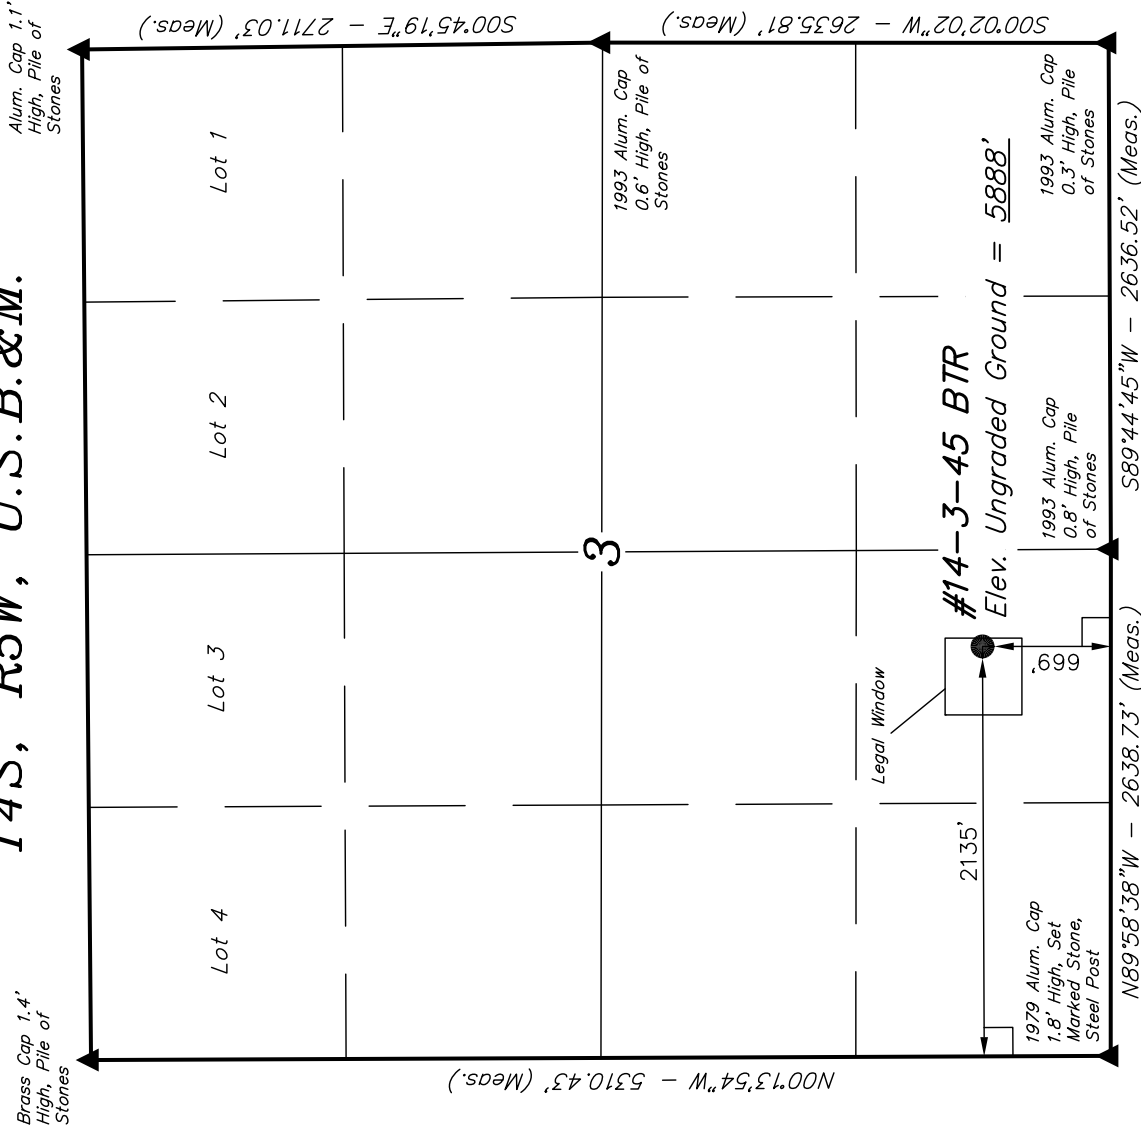 T4S, R5W, U.S.B.&M.
Brass Cap 1.4'
High, Pile of
Stones
Alum. Cap 1.1'
High, Pile of
Stones
Lot 4
Lot 3
Lot 2
Lot 1
N00°13'54"W – 5310.43' (Meas.)
S00°45'19"E – 2711.03' (Meas.)
3
1993 Alum. Cap
0.6' High, Pile of
Stones
S00°02'02"W – 2635.81' (Meas.)
Legal Window
#14-3-45 BTR
Elev. Ungraded Ground = 5888'
2135'
669'
1979 Alum. Cap
1.8' High, Set
Marked Stone,
Steel Post
1993 Alum. Cap
0.8' High, Pile
of Stones
1993 Alum. Cap
0.3' High, Pile
of Stones
N89°58'38"W – 2638.73' (Meas.)
S89°44'45"W – 2636.52' (Meas.)